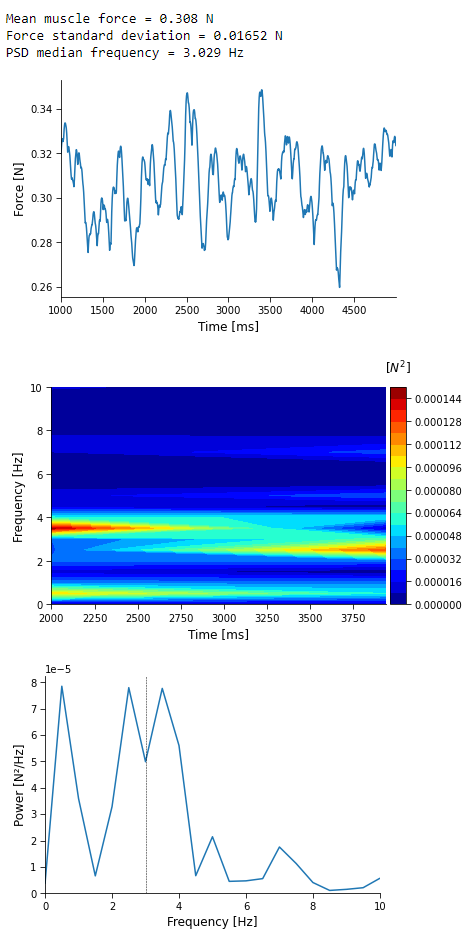 Mean muscle force = 0.308 N
Force standard deviation = 0.01652 N
PSD median frequency = 3.029 Hz
0.34
0.32
0.30
0.28
0.26
Force [N]
1000 1500 2000 2500 3000 3500 4000 4500
Time [ms]
[N²]
10
8
6
4
2
0
Frequency [Hz]
0.000144
0.000128
0.000112
0.000096
0.000080
0.000064
0.000048
0.000032
0.000016
0.000000
2000 2250 2500 2750 3000 3250 3500 3750
Time [ms]
1e−5
8
7
6
5
4
3
2
1
0
Power [N²/Hz]
0 2 4 6 8 10
Frequency [Hz]